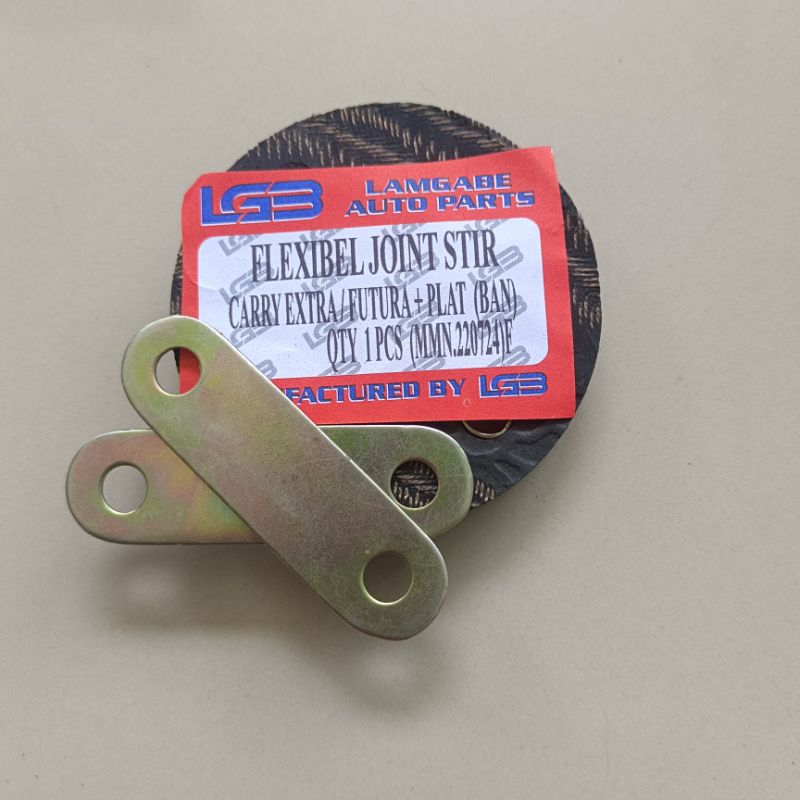 LGB LAMGABE
AUTO PARTS
FLEXIBEL JOINT STIR
CARRY EXTRA / FUTURA + PLAT (BAN)
QTY 1 PCS (MMN.220724)F
FACTURED BY LGB